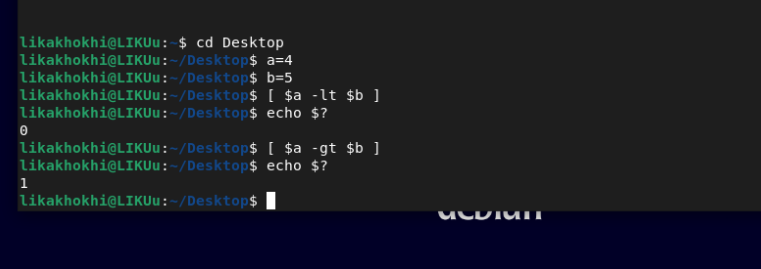 likakhokhi@LIKUu:~$ cd Desktop
likakhokhi@LIKUu:~/Desktop$ a=4
likakhokhi@LIKUu:~/Desktop$ b=5
likakhokhi@LIKUu:~/Desktop$ [ $a -lt $b ]
likakhokhi@LIKUu:~/Desktop$ echo $?
0
likakhokhi@LIKUu:~/Desktop$ [ $a -gt $b ]
likakhokhi@LIKUu:~/Desktop$ echo $?
1
likakhokhi@LIKUu:~/Desktop$
debian